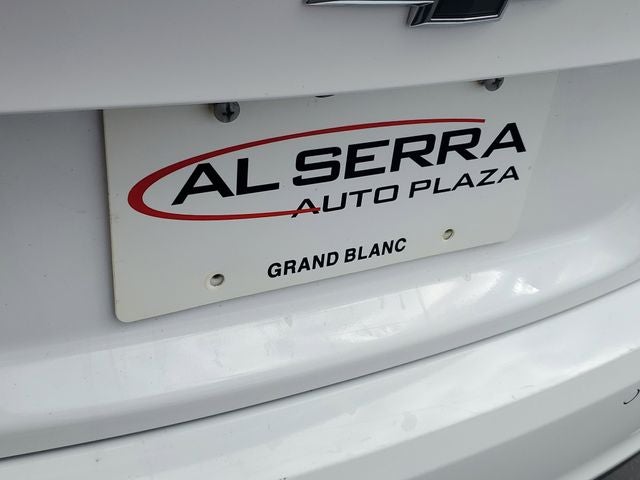 AL SERRA
AUTO PLAZA
GRAND BLANC